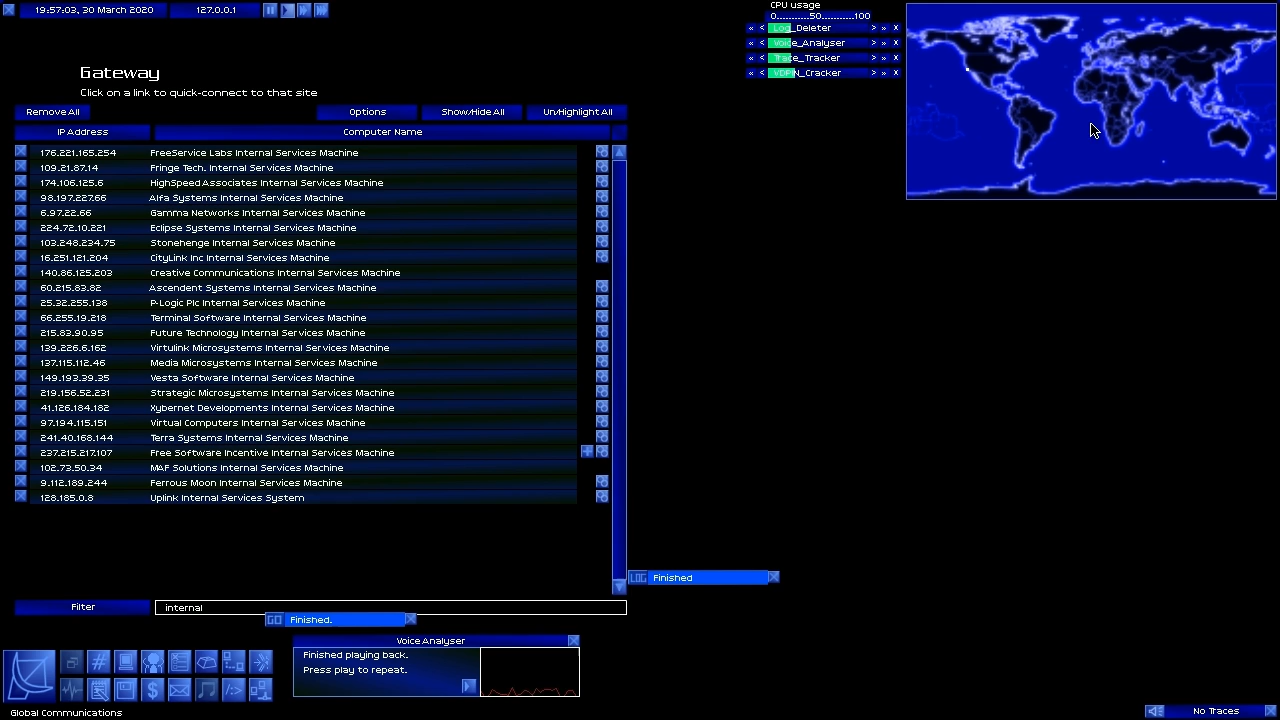 19:57:03, 30 March 2020
127.0.0.1
CPU usage
0...........50...........100
« < Log_Deleter > » x
« < Voice_Analyser > » x
« < Trace_Tracker > » x
« < VDPIN_Cracker > » x
Gateway
Click on a link to quick-connect to that site
Remove All
Options
Show/Hide All
Un/Highlight All
IP Address
Computer Name
176.221.165.254 FreeService Labs Internal Services Machine
109.21.87.14 Fringe Tech. Internal Services Machine
174.106.125.6 HighSpeed Associates Internal Services Machine
98.197.227.66 Systems Internal Services Machine
6.97.22.66 Gamma Networks Internal Services Machine
224.72.10.221 Eclipse Systems Internal Services Machine
103.248.234.75 Stonehenge Internal Services Machine
16.251.121.204 CityLink Inc Internal Services Machine
140.86.125.203 Creative Communications Internal Services Machine
60.215.83.82 Ascendent Systems Internal Services Machine
25.32.255.138 P-Logic Plc Internal Services Machine
66.255.19.218 Terminal Software Internal Services Machine
215.83.90.95 Future Technology Internal Services Machine
139.226.6.162 Virtulink Microsystems Internal Services Machine
137.115.112.46 Media Microsystems Internal Services Machine
149.193.39.35 Vesta Software Internal Services Machine
219.156.52.231 Strategic Microsystems Internal Services Machine
41.126.184.182 Xybernet Developments Internal Services Machine
97.194.115.151 Virtual Computers Internal Services Machine
241.40.168.144 Terra Systems Internal Services Machine
237.215.217.107 Free Software Incentive Internal Services Machine
102.73.50.34 MAF Solutions Internal Services Machine
9.112.189.244 Ferrous Moon Internal Services Machine
128.185.0.8 Uplink Internal Services System
LOG Finished
Filter
internal
GO Finished.
Voice Analyser
Finished playing back.
Press play to repeat.
Global Communications
No Traces